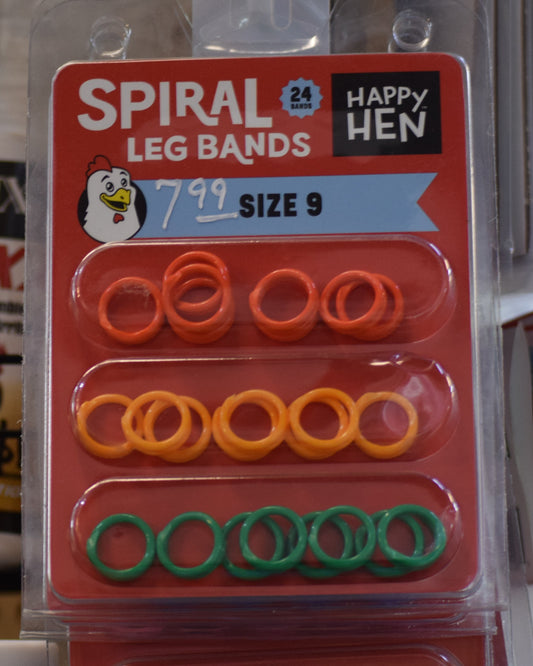 SPIRAL
24
BANDS
HAPPY
HEN
LEG BANDS
7 99
SIZE 9